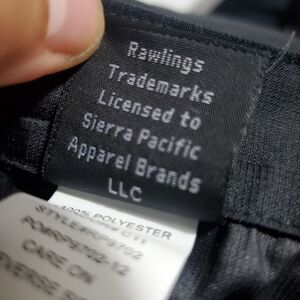 Rawlings
Trademarks
Licensed to
Sierra Pacific
Apparel Brands
LLC
100% POLYESTER
CARE ON